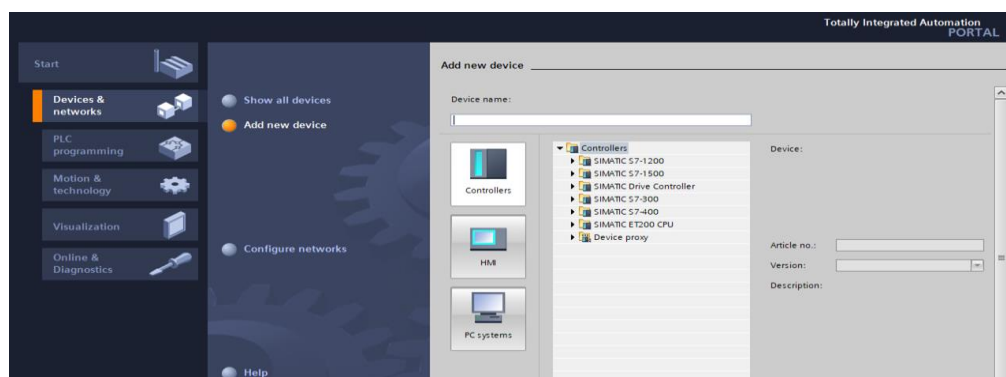 Totally Integrated Automation
PORTAL
Start
Devices &
networks
PLC
programming
Motion &
technology
Visualization
Online &
Diagnostics
Show all devices
Add new device
Configure networks
Help
Add new device
Device name:
Controllers
HMI
PC systems
Controllers
SIMATIC S7-1200
SIMATIC S7-1500
SIMATIC Drive Controller
SIMATIC S7-300
SIMATIC S7-400
SIMATIC ET200 CPU
Device proxy
Device:
Article no.:
Version:
Description: